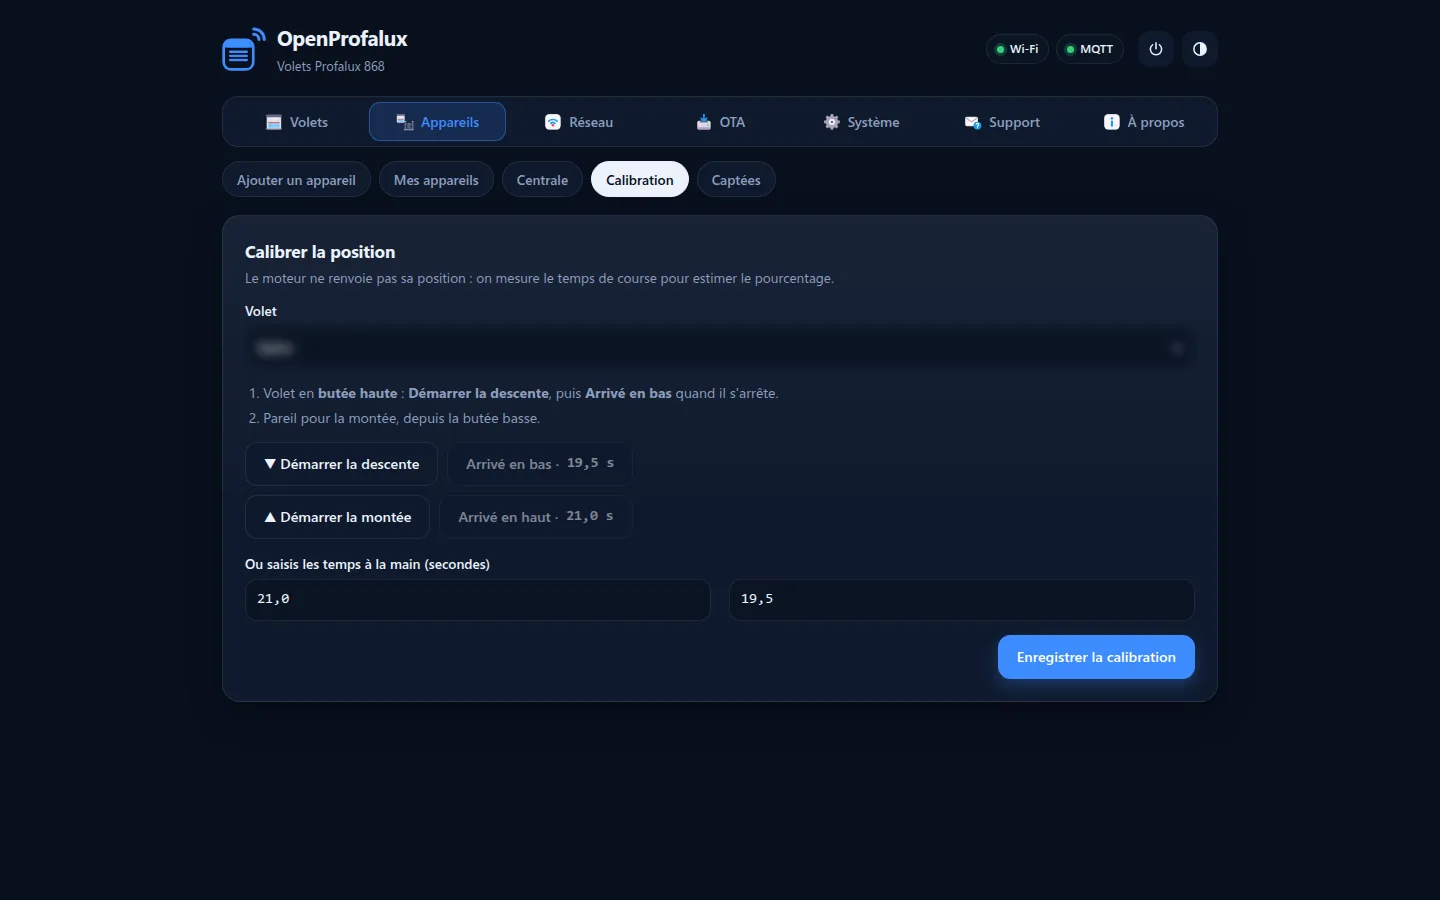 OpenProfalux
Volets Profalux 868
Wi-Fi
MQTT
Volets
Appareils
Réseau
OTA
Système
Support
À propos
Ajouter un appareil
Mes appareils
Centrale
Calibration
Captées
Calibrer la position
Le moteur ne renvoie pas sa position : on mesure le temps de course pour estimer le pourcentage.
Volet
1. Volet en butée haute : Démarrer la descente, puis Arrivé en bas quand il s'arrête.
2. Pareil pour la montée, depuis la butée basse.
▼ Démarrer la descente
Arrivé en bas · 19,5 s
▲ Démarrer la montée
Arrivé en haut · 21,0 s
Ou saisis les temps à la main (secondes)
21,0
19,5
Enregistrer la calibration